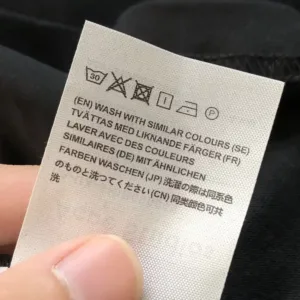 30
P
(EN) WASH WITH SIMILAR COLOURS (SE)
TVÄTTAS MED LIKNANDE FÄRGER (FR)
LAVER AVEC DES COULEURS
SIMILAIRES (DE) MIT ÄHNLICHEN
FARBEN WASCHEN (JP) 洗濯の際は同系色
のものと洗ってください (CN) 同类颜色可共
洗